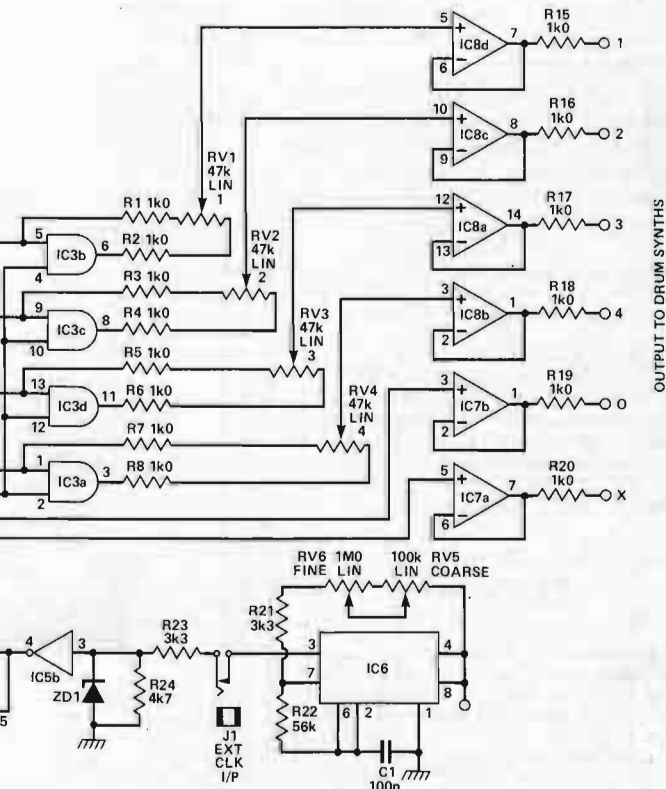 R15
1k0
5
+
IC8d
7
6
−
1
R16
1k0
10
+
IC8c
8
9
−
2
R17
1k0
12
+
IC8a
14
13
−
3
R18
1k0
3
+
IC8b
1
2
−
4
R19
1k0
3
+
IC7b
1
2
−
O
R20
1k0
5
+
IC7a
7
6
−
X
OUTPUT TO DRUM SYNTHS
RV1
47k
LIN
1
R1 1k0
5
IC3b
6
R2 1k0
4
RV2
47k
LIN
2
R3 1k0
9
IC3c
8
R4 1k0
10
RV3
47k
LIN
3
R5 1k0
13
IC3d
11
R6 1k0
12
RV4
47k
LIN
4
R7 1k0
1
IC3a
3
R8 1k0
2
RV6 1M0 100k RV5
FINE LIN LIN COARSE
R21
3k3
R23
3k3
4
3
IC5b
ZD1
R24
4k7
5
J1
EXT
CLK
I/P
3
4
IC6
7
8
R22
56k
6
2
1
C1
100n